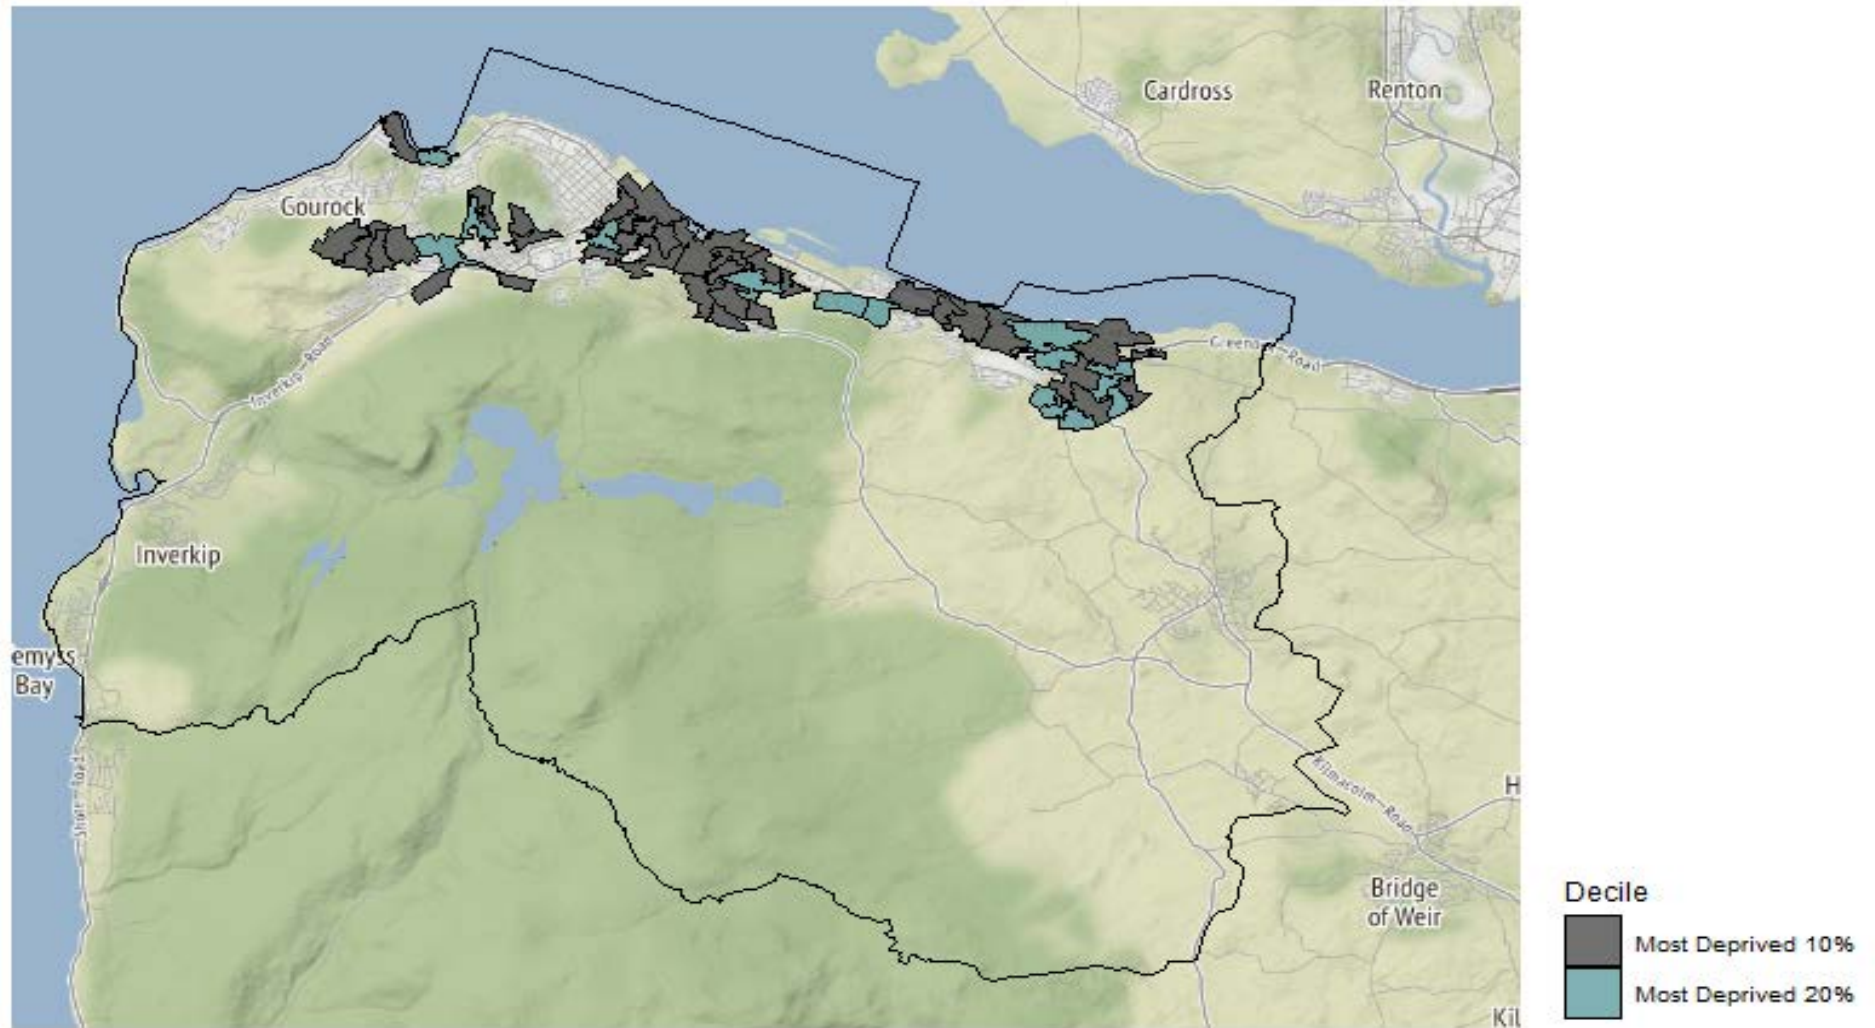 Cardross
Renton
Gourock
Inverkip Road
Inverkip
emyss
Bay
Road
Kilmacolm Road
H
Bridge
of Weir
Kil
Decile
Most Deprived 10%
Most Deprived 20%